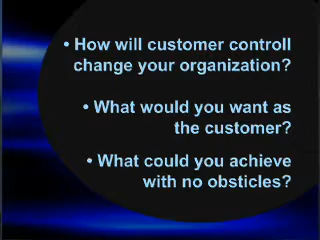 • How will customer controll
change your organization?
• What would you want as
the customer?
• What could you achieve
with no obsticles?